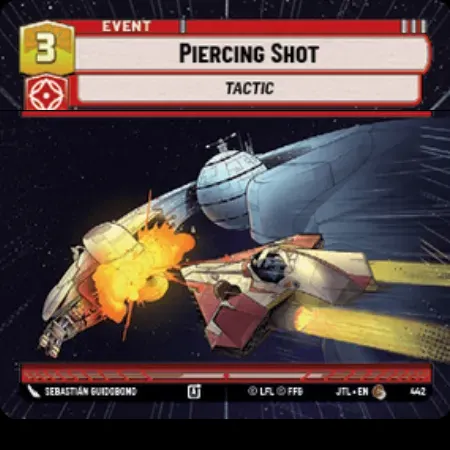 EVENT
3
PIERCING SHOT
TACTIC
SEBASTIÁN GUIDOBONO
A
© LFL © FFG
JTL • EN
442